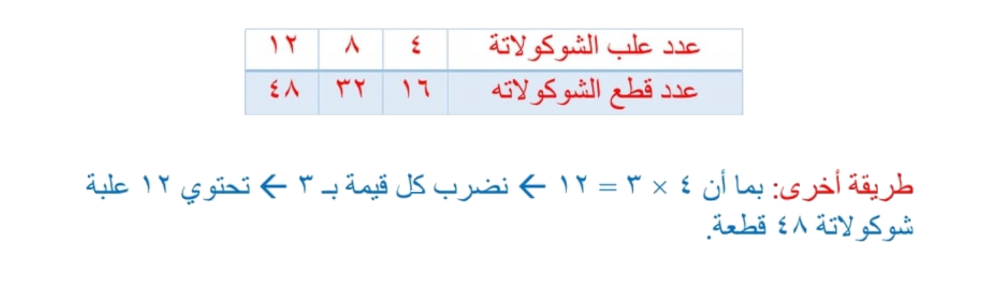 عدد علب الشوكولاتة ٤ ٨ ١٢
عدد قطع الشوكولاته ١٦ ٣٢ ٤٨
طريقة أخرى: بما أن ٤ × ٣ = ١٢ ← نضرب كل قيمة بـ ٣ ← تحتوي ١٢ علبة
شوكولاتة ٤٨ قطعة.